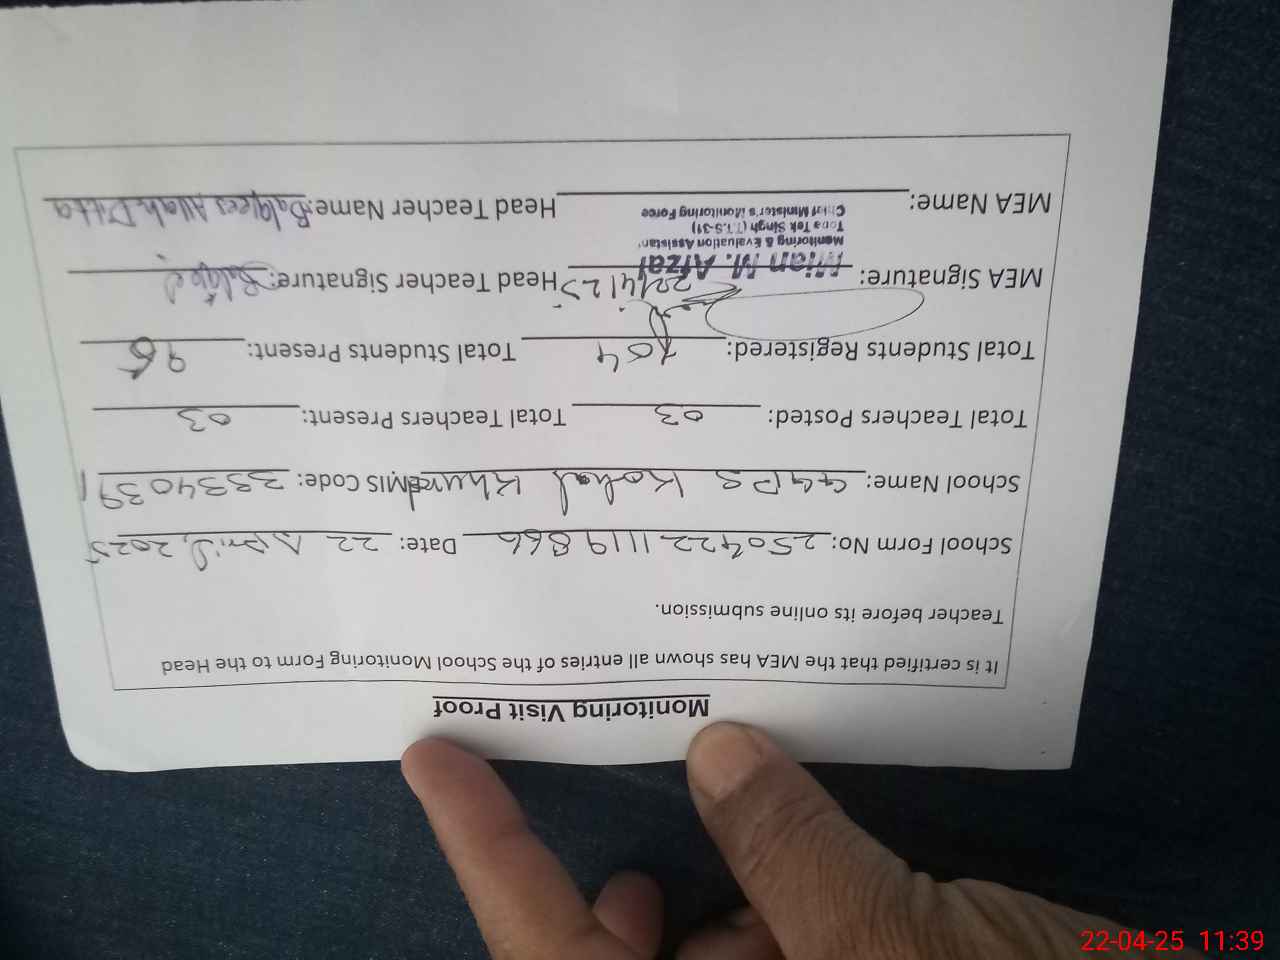 Monitoring Visit Proof
It is certified that the MEA has shown all entries of the School Monitoring Form to the Head
Teacher before its online submission.
School Form No: 250422 1119866 Date: 22 April, 2025
School Name: GGPS Kohal Khurd EMIS Code: 33340391
Total Teachers Posted: 03 Total Teachers Present: 03
Total Students Registered: 104 Total Students Present:
MEA Signature: 22/4/25 Head Teacher Signature:
Mian M. Afzal
Monitoring & Evaluation Assistant
Toba Tek Singh (T.T.S-31)
Chief Minister's Monitoring Force
MEA Name: Head Teacher Name: Balqees Allah Ditta
22-04-25 11:39